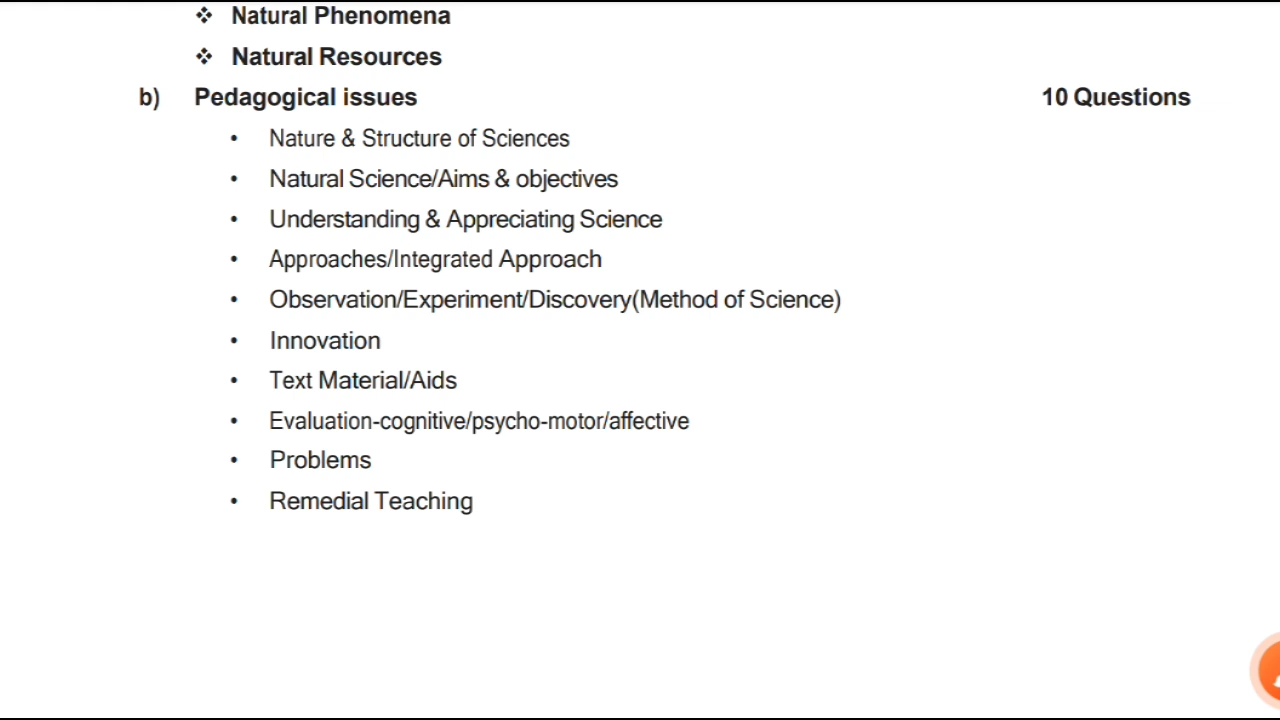 ❖ Natural Phenomena
❖ Natural Resources
b) Pedagogical issues 10 Questions
• Nature & Structure of Sciences
• Natural Science/Aims & objectives
• Understanding & Appreciating Science
• Approaches/Integrated Approach
• Observation/Experiment/Discovery(Method of Science)
• Innovation
• Text Material/Aids
• Evaluation-cognitive/psycho-motor/affective
• Problems
• Remedial Teaching